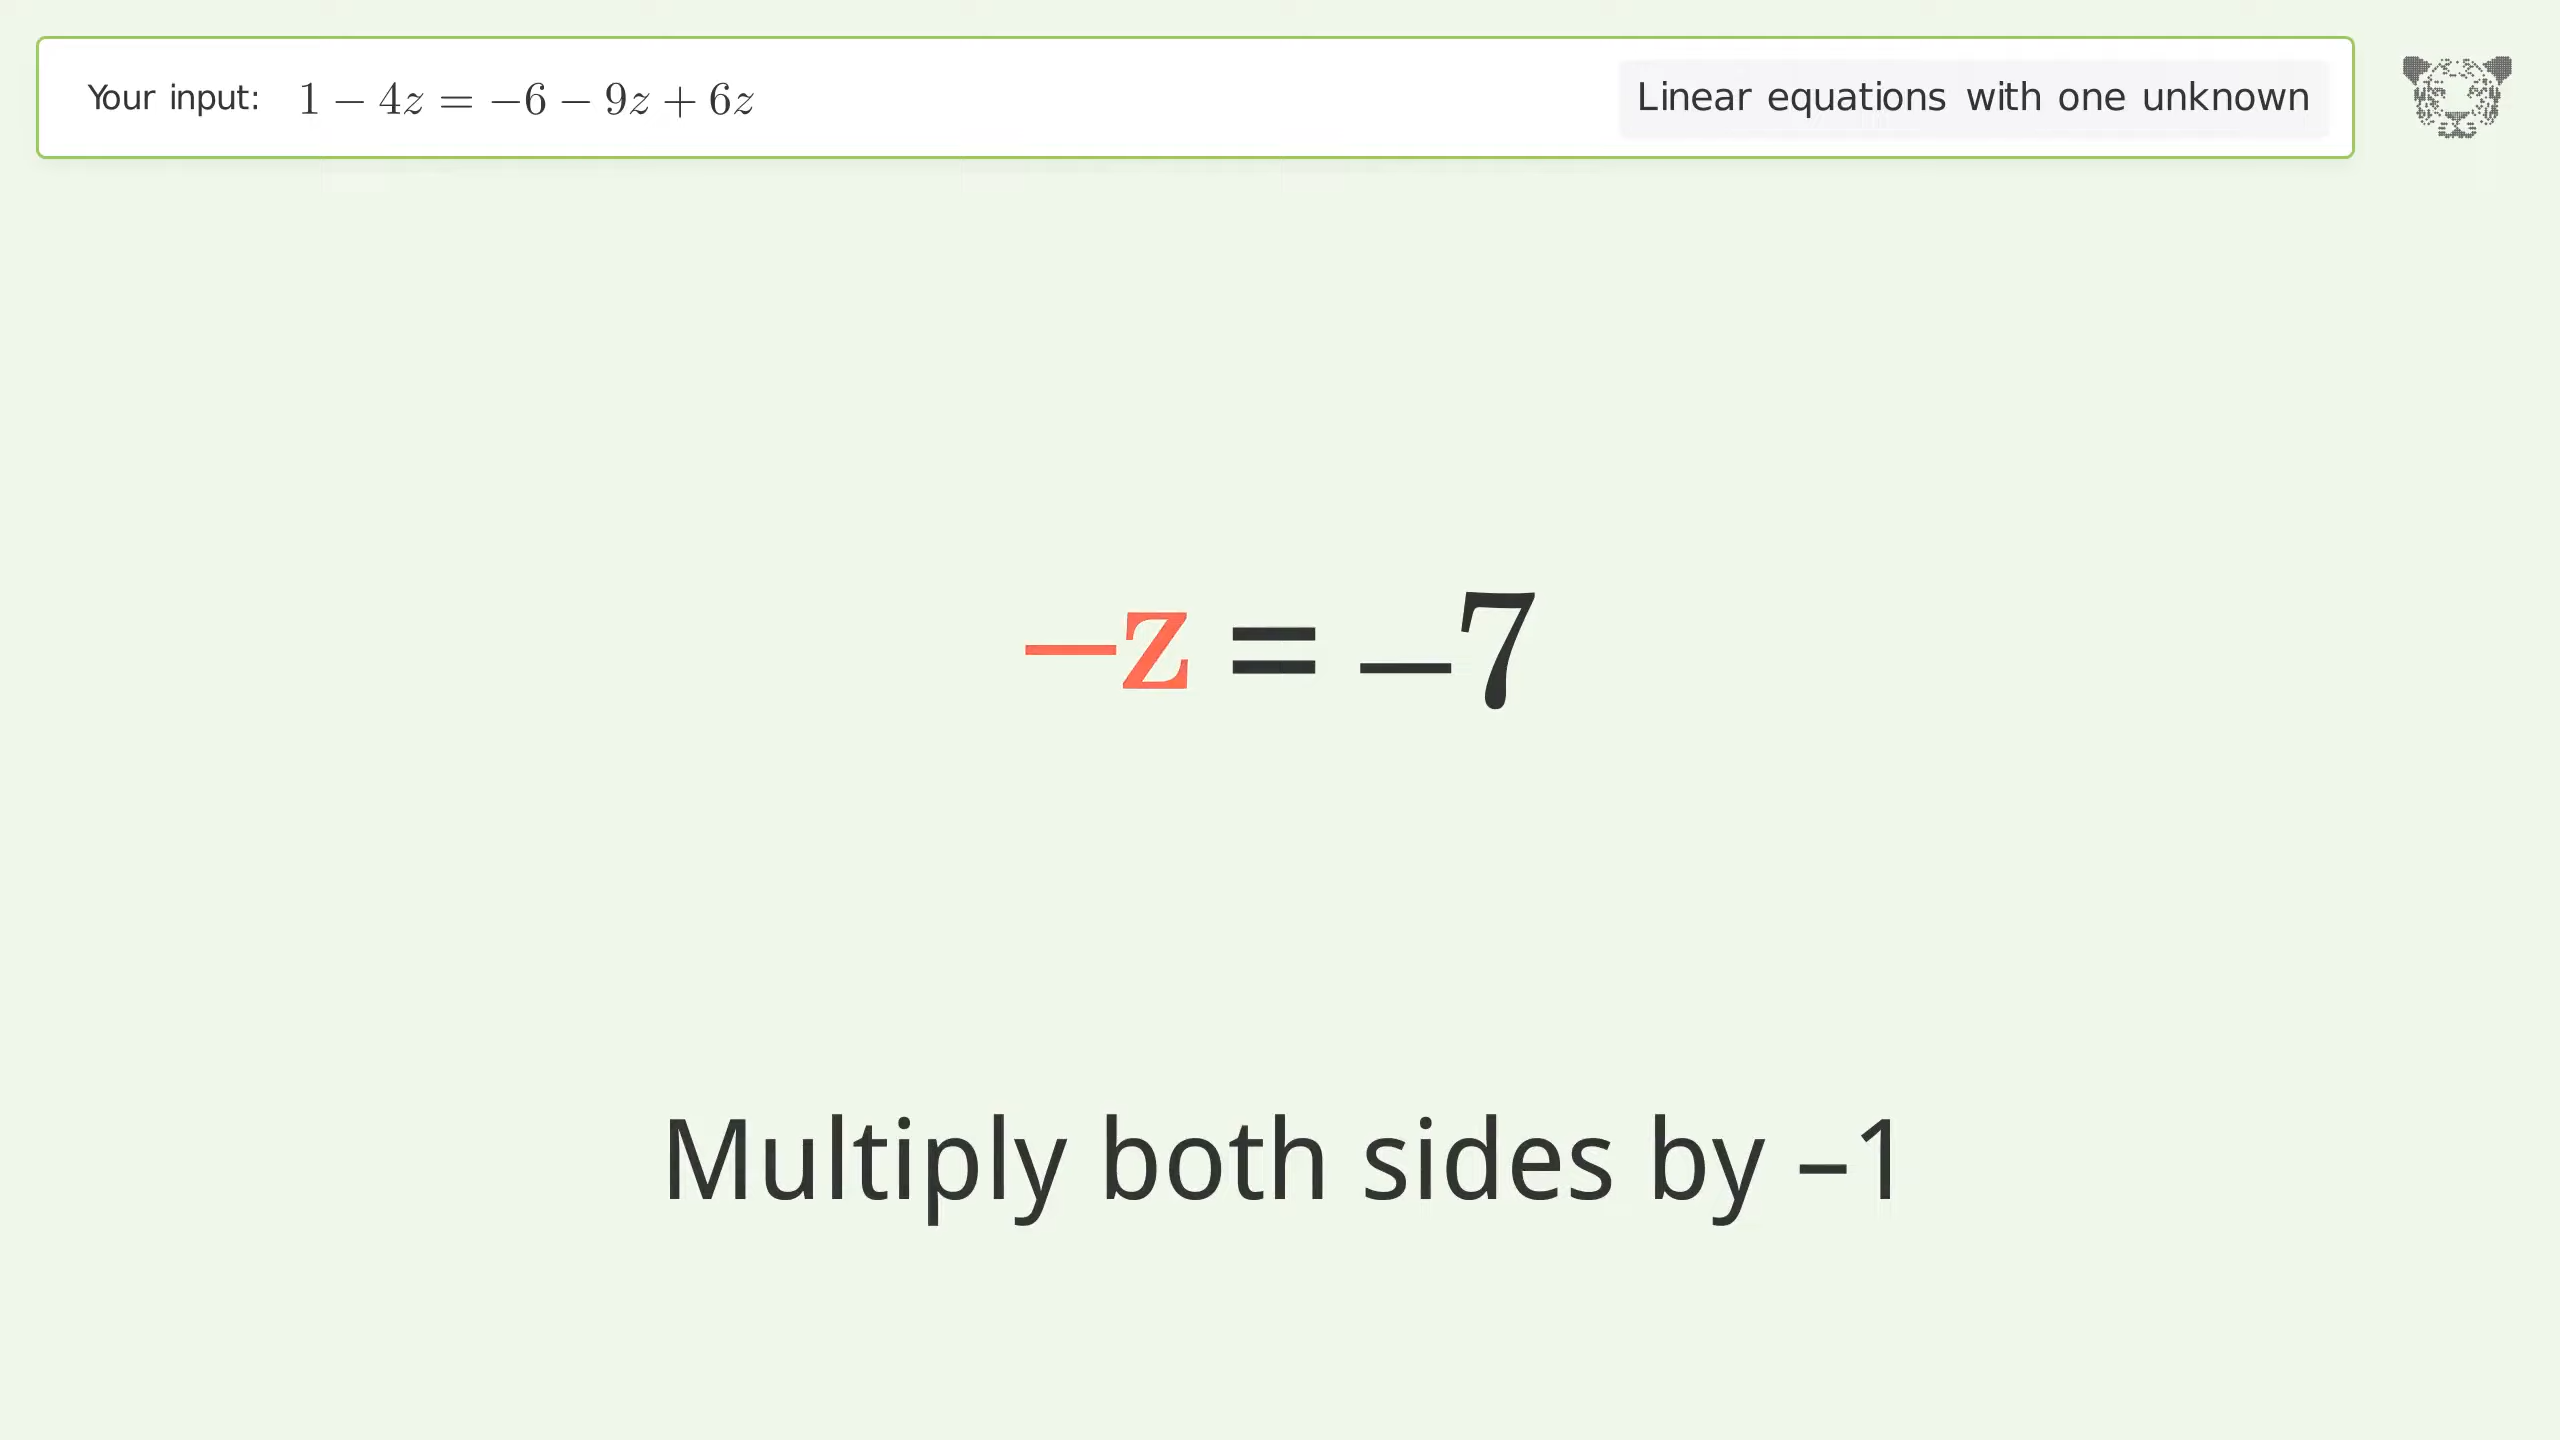 Your input: 1 − 4z = −6 − 9z + 6z
Linear equations with one unknown
−z = −7
Multiply both sides by −1